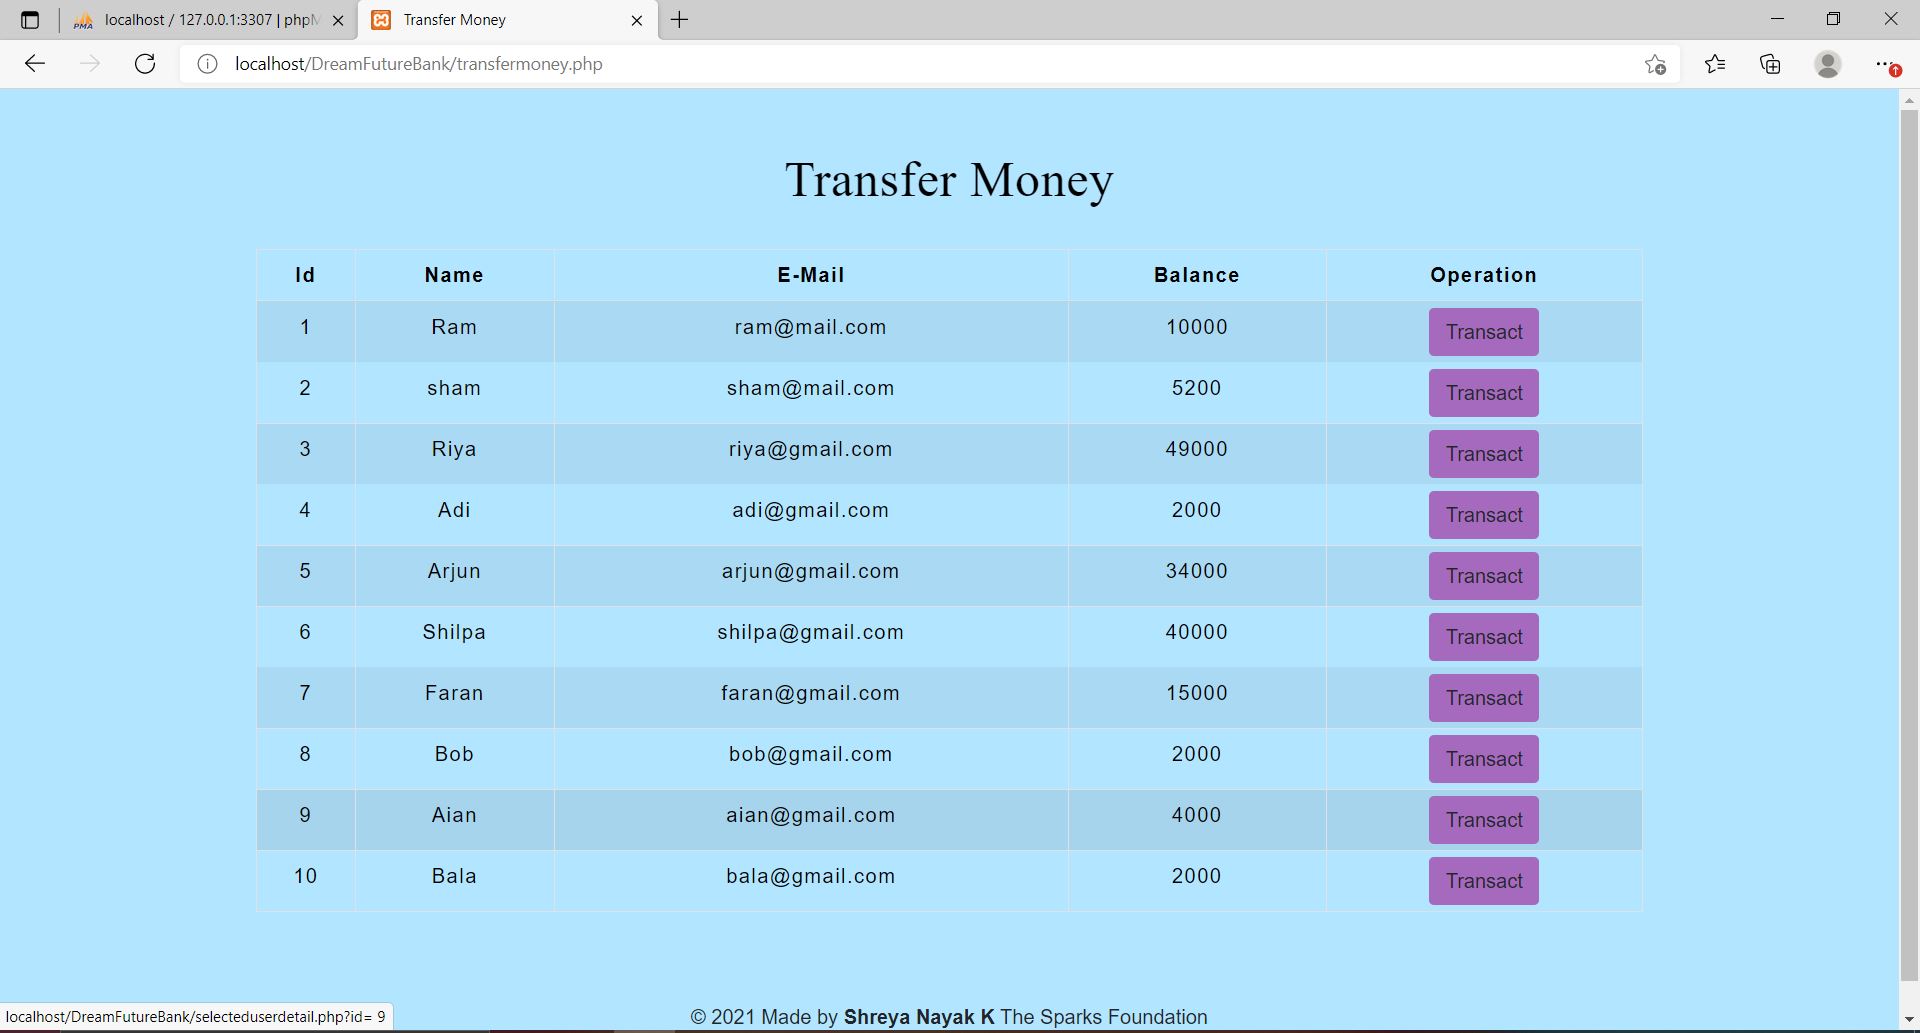 localhost / 127.0.0.1:3307 | phpM
Transfer Money
localhost/DreamFutureBank/transfermoney.php
Transfer Money
Id Name E-Mail Balance Operation
1 Ram ram@mail.com 10000 Transact
2 sham sham@mail.com 5200 Transact
3 Riya riya@gmail.com 49000 Transact
4 Adi adi@gmail.com 2000 Transact
5 Arjun arjun@gmail.com 34000 Transact
6 Shilpa shilpa@gmail.com 40000 Transact
7 Faran faran@gmail.com 15000 Transact
8 Bob bob@gmail.com 2000 Transact
9 Aian aian@gmail.com 4000 Transact
10 Bala bala@gmail.com 2000 Transact
localhost/DreamFutureBank/selecteduserdetail.php?id= 9
© 2021 Made by Shreya Nayak K The Sparks Foundation